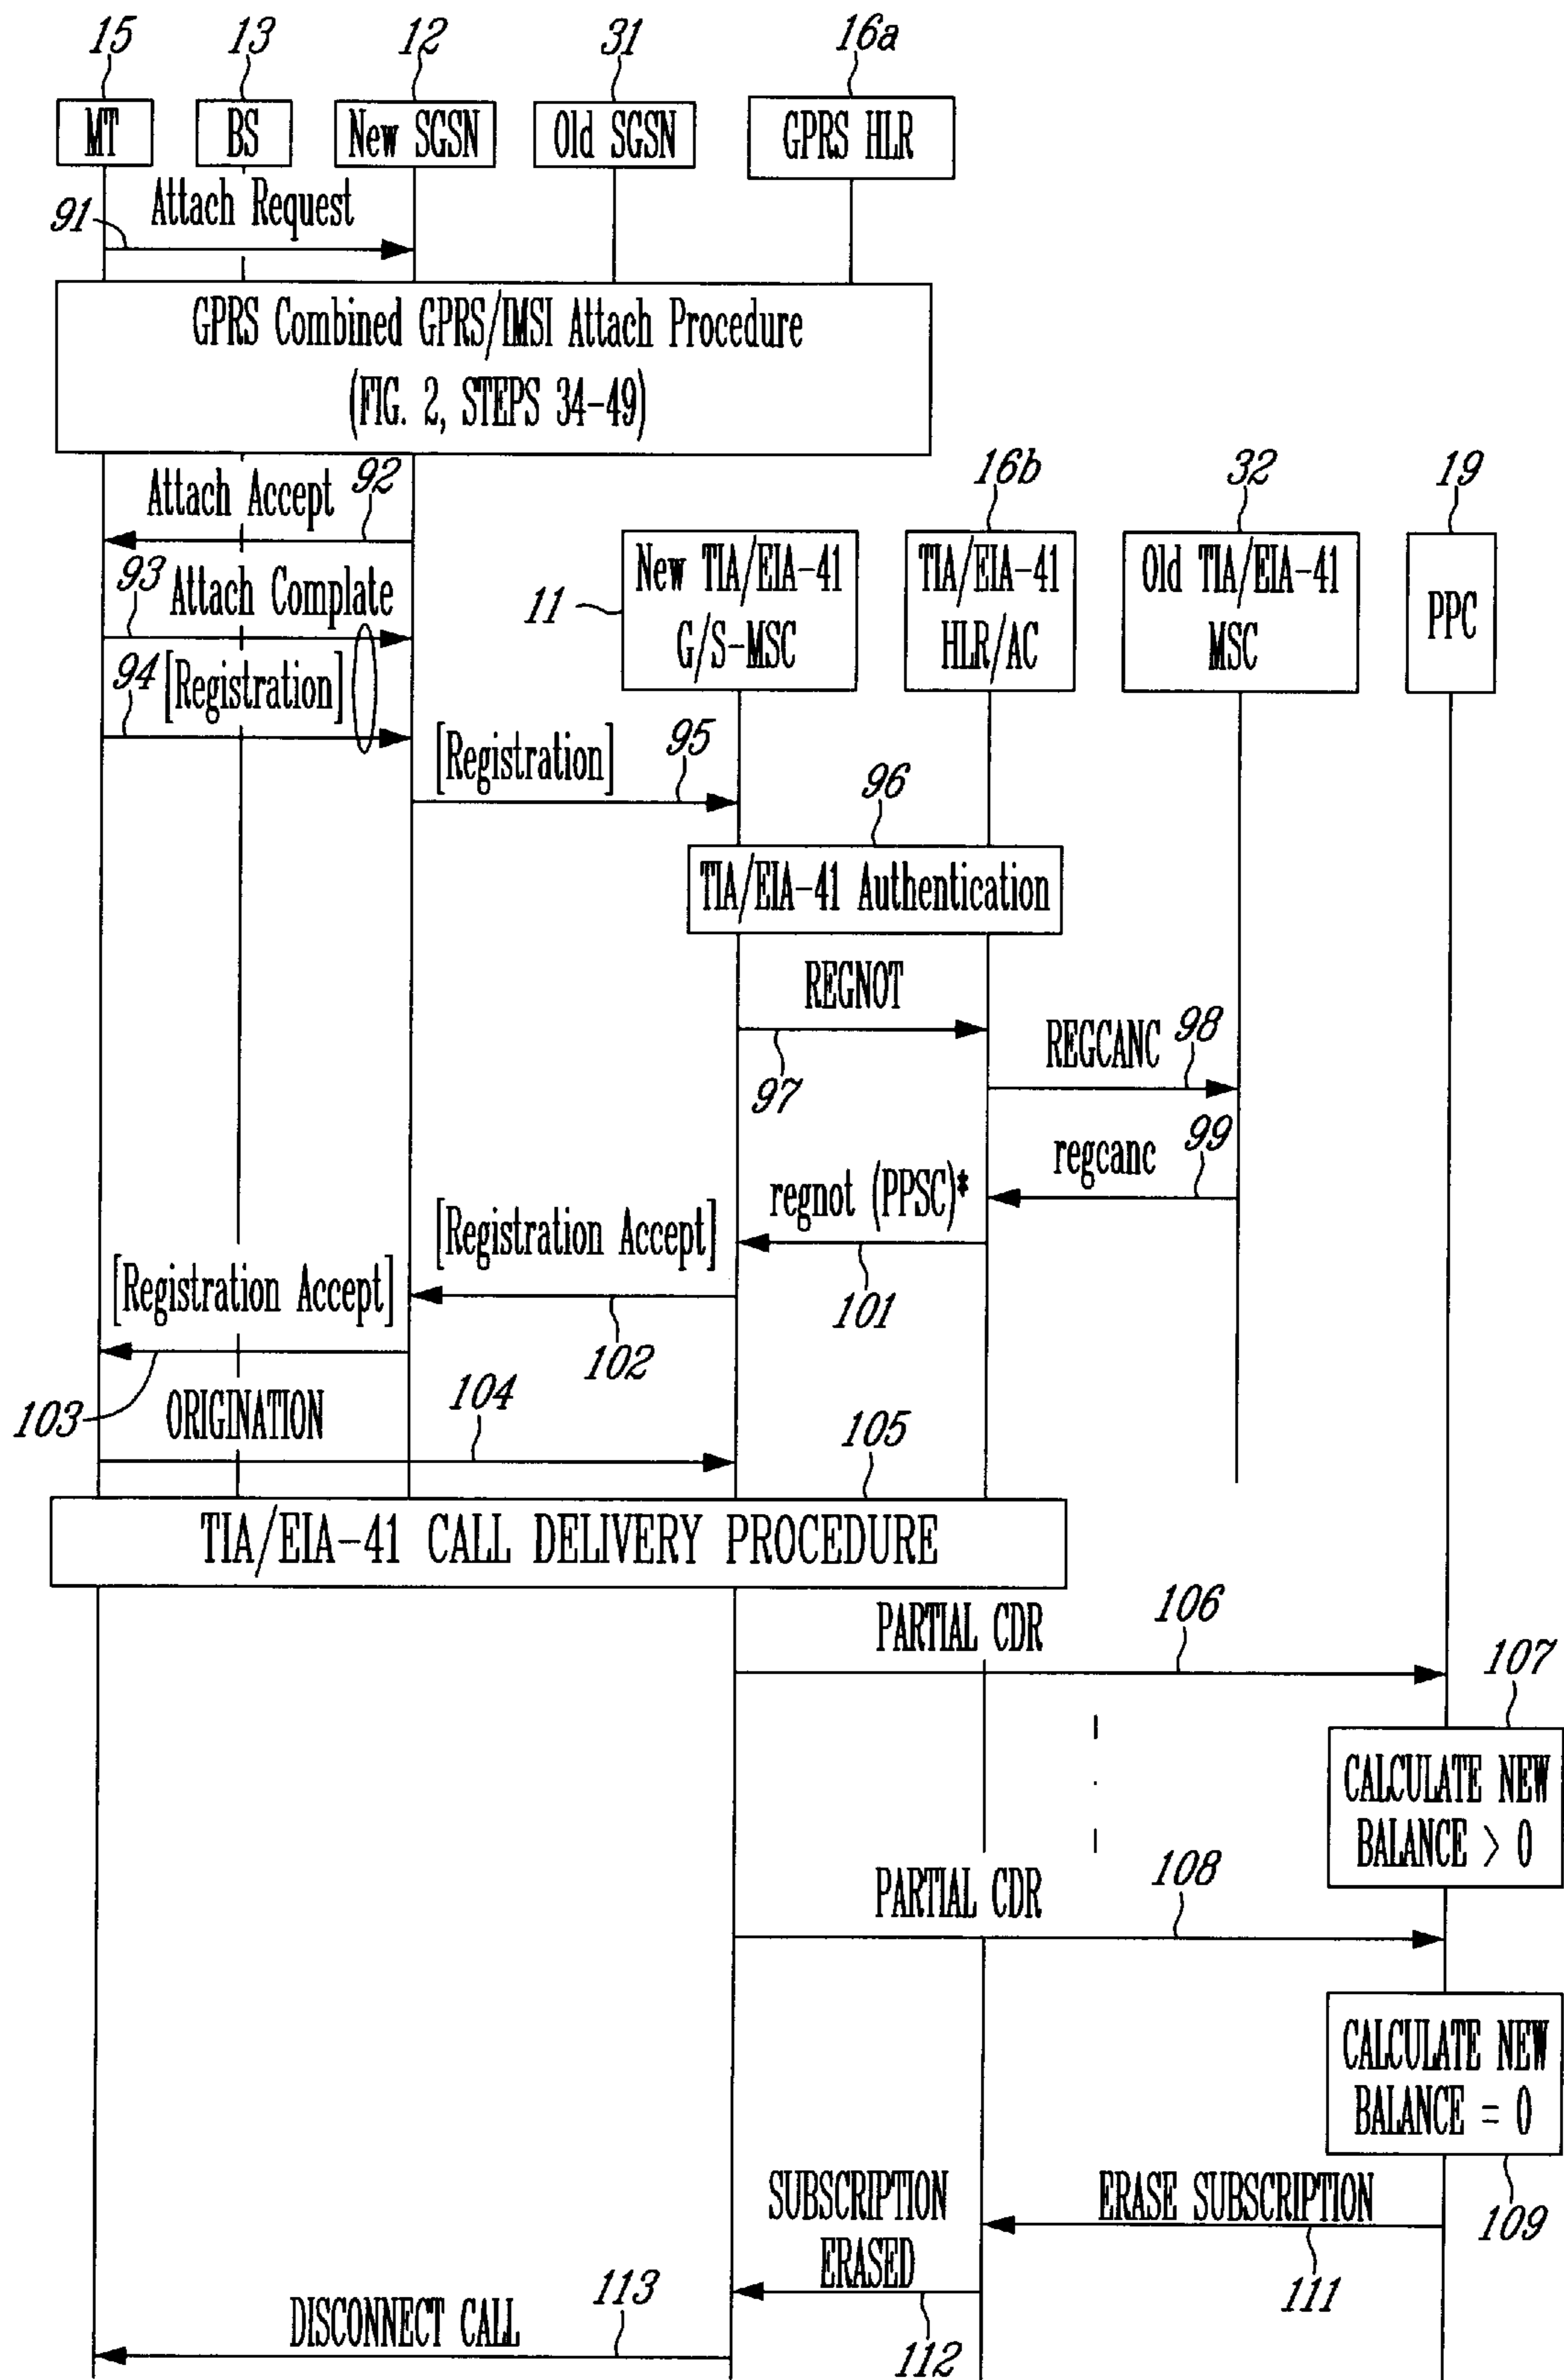 15
13
12
31
16a
MT
BS
New SGSN
Old SGSN
GPRS HLR
Attach Request
91
GPRS Combined GPRS/IMSI Attach Procedure
(FIG. 2, STEPS 34-49)
Attach Accept
92
16b
32
19
93
Attach Complate
11
New TIA/EIA-41
G/S-MSC
TIA/EIA-41
HLR/AC
Old TIA/EIA-41
MSC
PPC
94
[Registration]
[Registration]
95
96
TIA/EIA-41 Authentication
REGNOT
97
REGCANC
98
regcanc
99
regnot (PPSC)*
101
[Registration Accept]
102
[Registration Accept]
103
ORIGINATION
104
105
TIA/EIA-41 CALL DELIVERY PROCEDURE
PARTIAL CDR
106
107
CALCULATE NEW
BALANCE > 0
PARTIAL CDR
108
CALCULATE NEW
BALANCE = 0
109
ERASE SUBSCRIPTION
111
SUBSCRIPTION
ERASED
112
DISCONNECT CALL
113